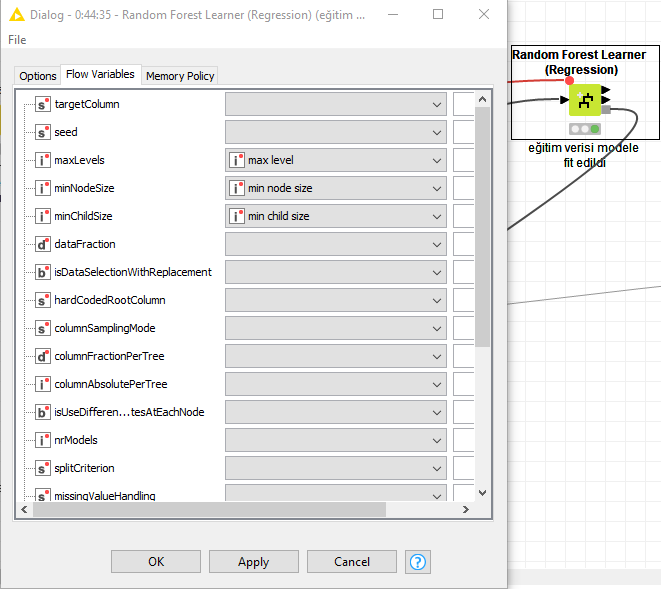 Dialog - 0:44:35 - Random Forest Learner (Regression) (eğitim ...
File
Options
Flow Variables
Memory Policy
s targetColumn
s seed
i maxLevels
i max level
i minNodeSize
i min node size
i minChildSize
i min child size
d dataFraction
b isDataSelectionWithReplacement
s hardCodedRootColumn
s columnSamplingMode
d columnFractionPerTree
i columnAbsolutePerTree
b isUseDifferen...tesAtEachNode
i nrModels
s splitCriterion
s missingValueHandling
OK
Apply
Cancel
?
Random Forest Learner
(Regression)
eğitim verisi modele
fit edildi